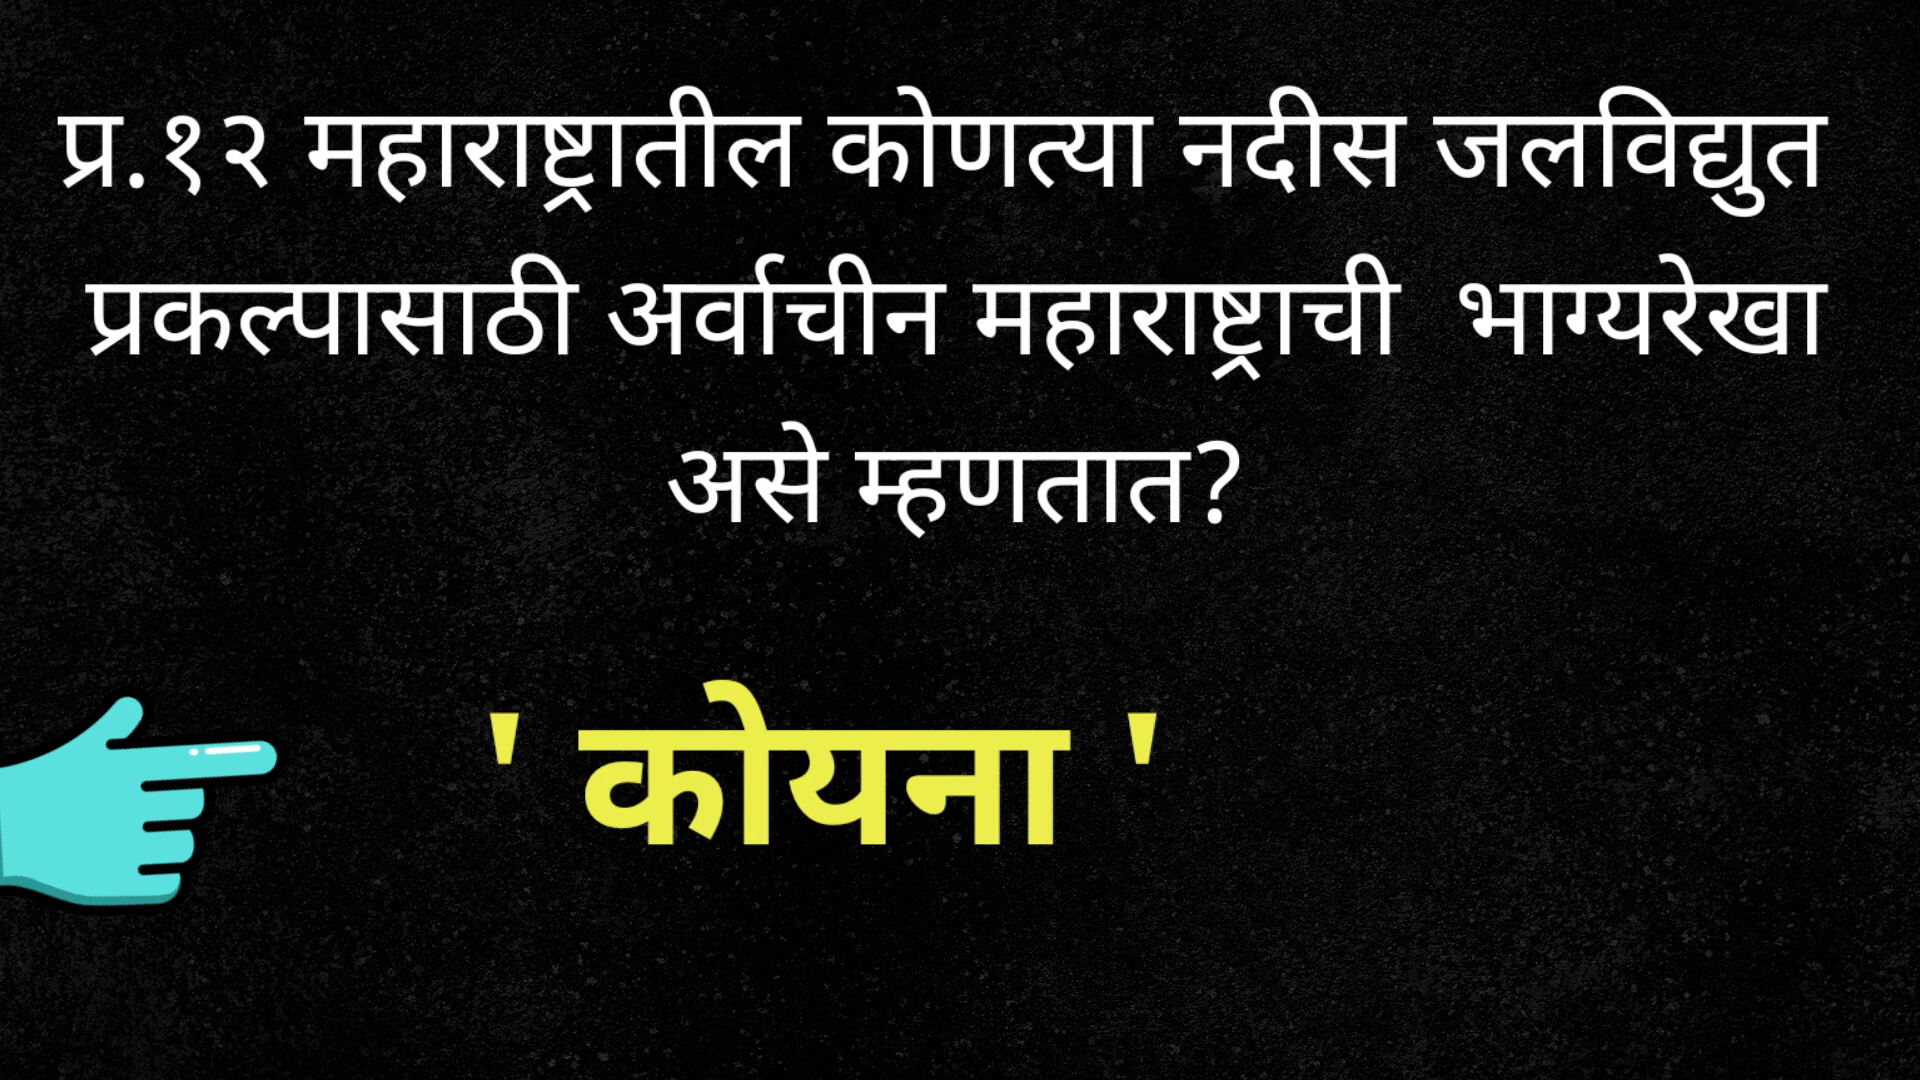 प्र.१२ महाराष्ट्रातील कोणत्या नदीस जलविद्युत
प्रकल्पासाठी अर्वाचीन महाराष्ट्राची भाग्यरेखा
असे म्हणतात?
' कोयना '